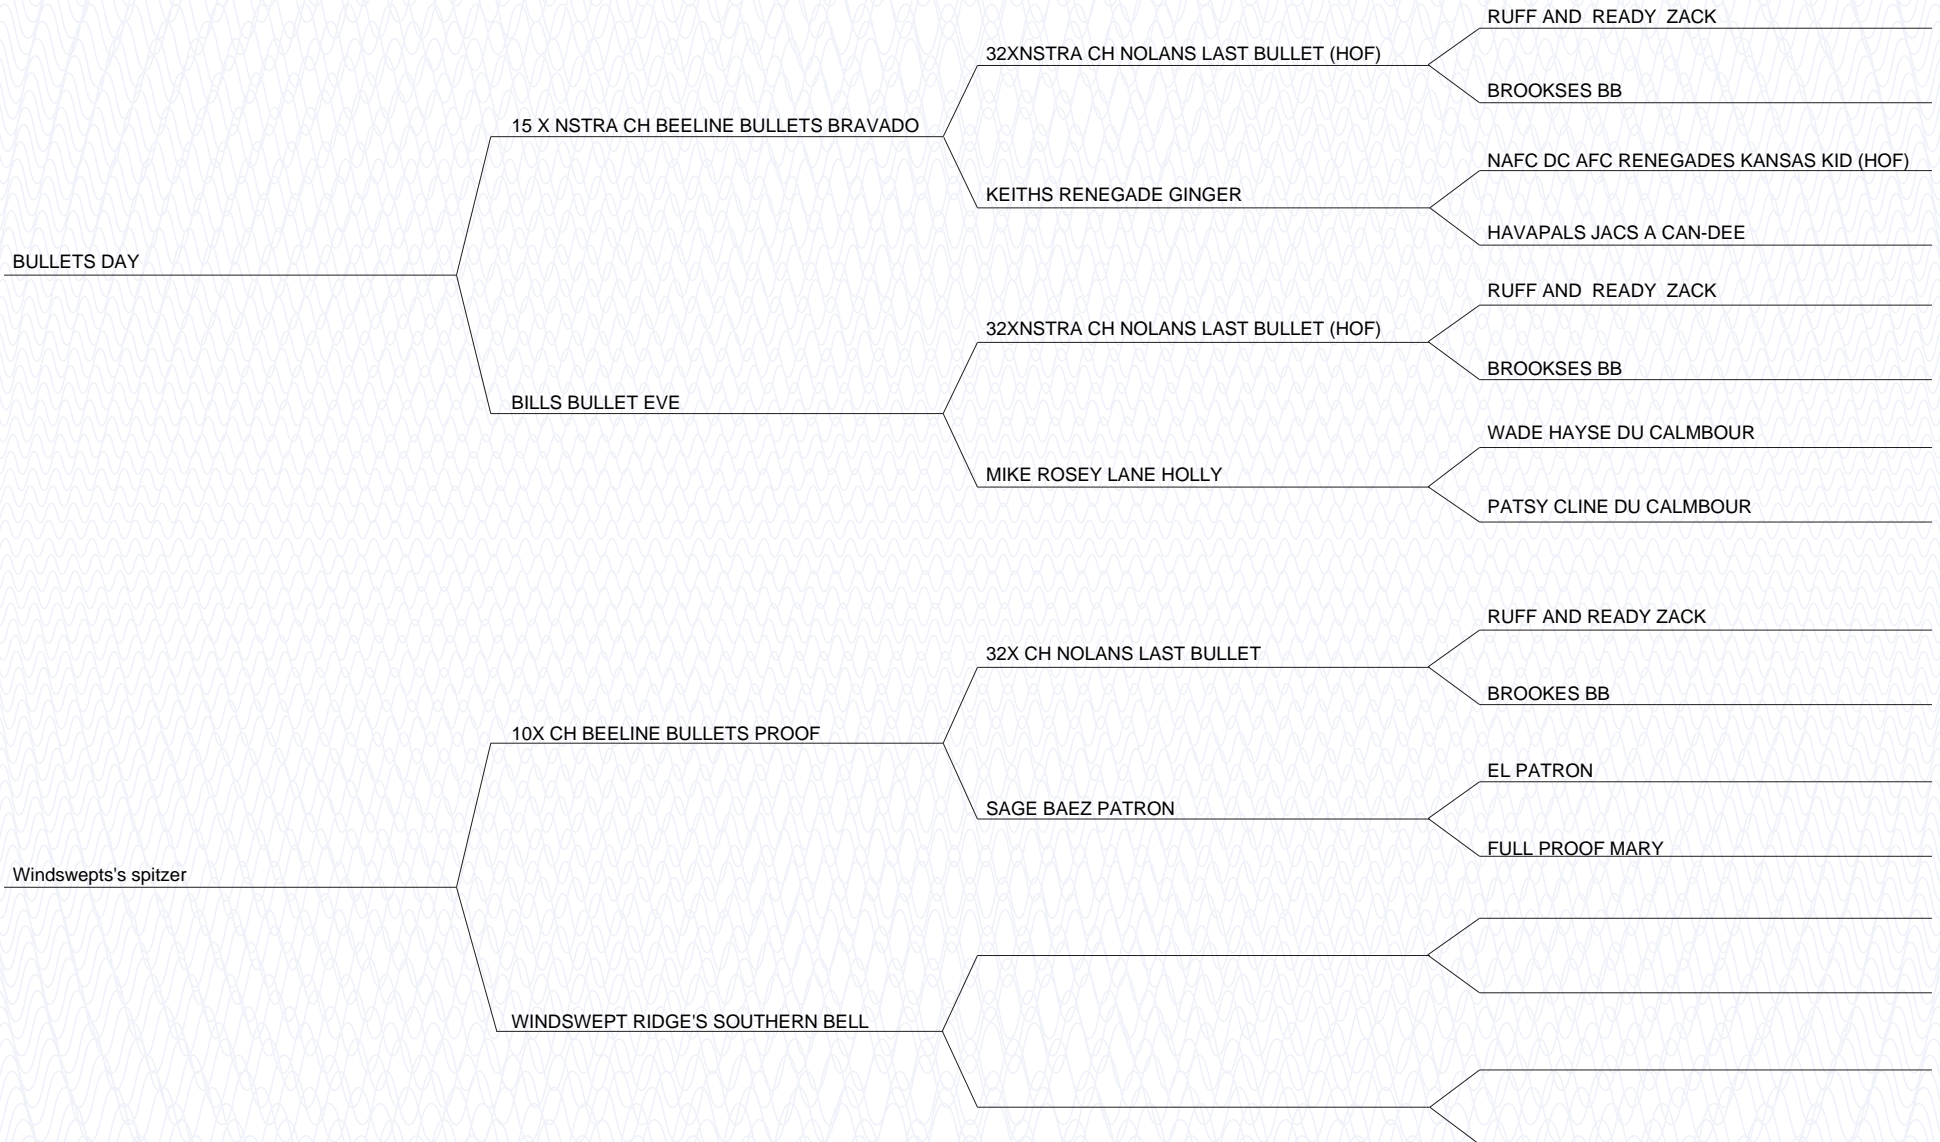 RUFF AND  READY  ZACK
32XNSTRA CH NOLANS LAST BULLET (HOF)
BROOKSES BB
15 X NSTRA CH BEELINE BULLETS BRAVADO
NAFC DC AFC RENEGADES KANSAS KID (HOF)
KEITHS RENEGADE GINGER
HAVAPALS JACS A CAN-DEE
BULLETS DAY
RUFF AND  READY  ZACK
32XNSTRA CH NOLANS LAST BULLET (HOF)
BROOKSES BB
BILLS BULLET EVE
WADE HAYSE DU CALMBOUR
MIKE ROSEY LANE HOLLY
PATSY CLINE DU CALMBOUR
RUFF AND READY ZACK
32X CH NOLANS LAST BULLET
BROOKES BB
10X CH BEELINE BULLETS PROOF
EL PATRON
SAGE BAEZ PATRON
FULL PROOF MARY
Windswepts's spitzer
WINDSWEPT RIDGE'S SOUTHERN BELL